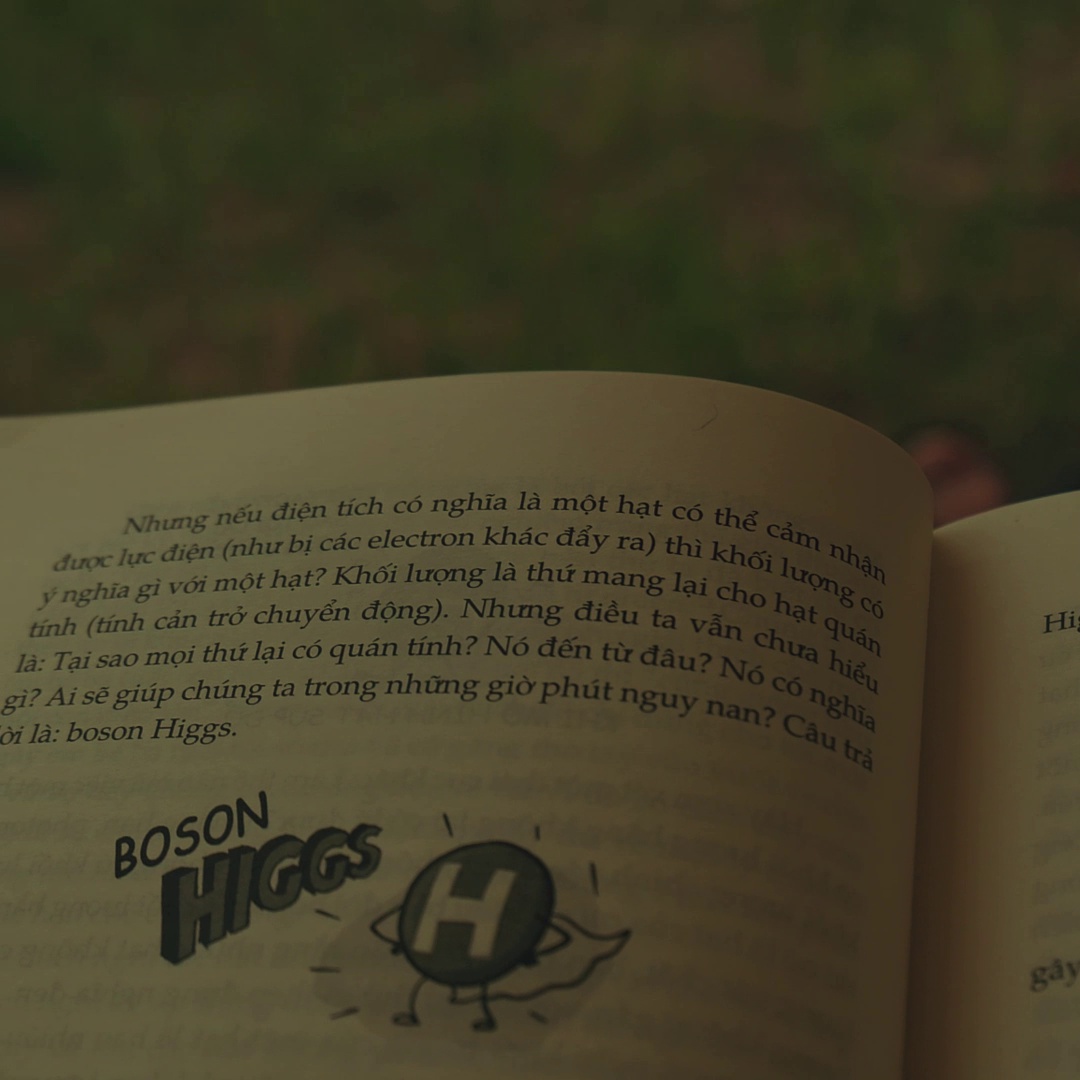 Nhưng nếu điện tích có nghĩa là một hạt có thể cảm nhận
được lực điện (như bị các electron khác đẩy ra) thì khối lượng có
ý nghĩa gì với một hạt? Khối lượng là thứ mang lại cho hạt quán
tính (tính cản trở chuyển động). Nhưng điều ta vẫn chưa hiểu
là: Tại sao mọi thứ lại có quán tính? Nó đến từ đâu? Nó có nghĩa
gì? Ai sẽ giúp chúng ta trong những giờ phút nguy nan? Câu trả
ời là: boson Higgs.
BOSON
HIGGS
H
Hig
gây